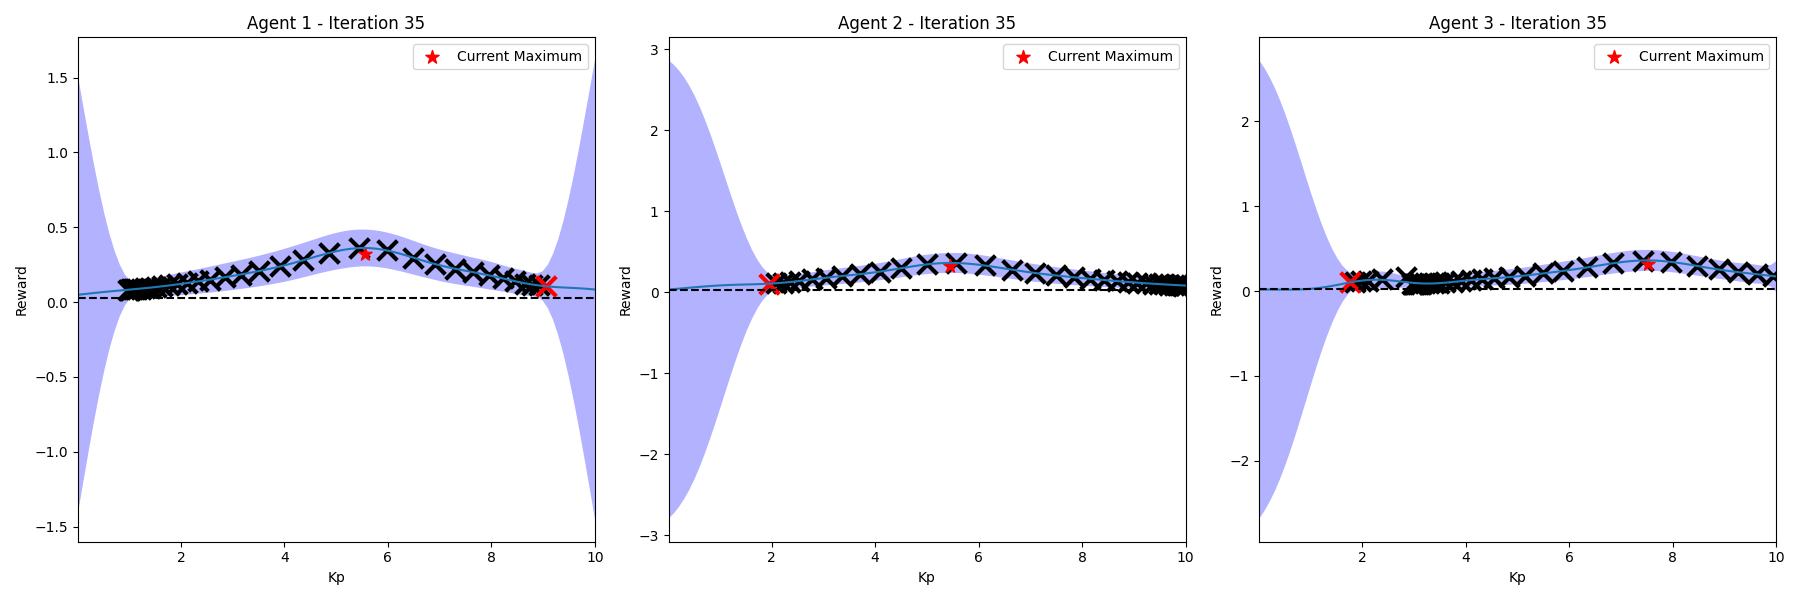 Agent 1 - Iteration 35
Current Maximum
1.5
1.0
0.5
0.0
−0.5
−1.0
−1.5
Reward
2
4
6
8
10
Kp
Agent 2 - Iteration 35
Current Maximum
3
2
1
0
−1
−2
−3
Reward
2
4
6
8
10
Kp
Agent 3 - Iteration 35
Current Maximum
2
1
0
−1
−2
Reward
2
4
6
8
10
Kp